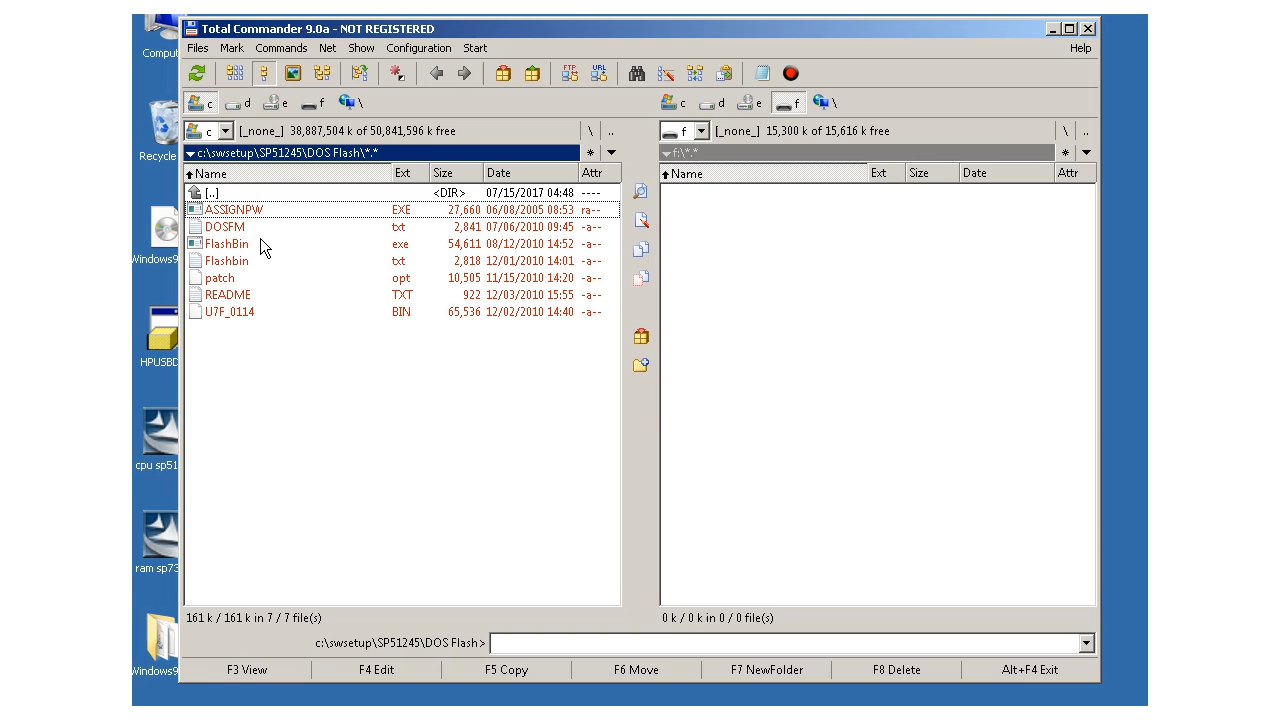 Total Commander 9.0a - NOT REGISTERED
Files Mark Commands Net Show Configuration Start Help
FTP URL
c d e f \ c d e f \
c [_none_] 38,887,504 k of 50,841,596 k free \ .. f [_none_] 15,300 k of 15,616 k free \ ..
c:\swsetup\SP51245\DOS Flash\*.* * f:\*.* *
Name Ext Size Date Attr Name Ext Size Date Attr
[..] <DIR> 07/15/2017 04:48 ----
ASSIGNPW EXE 27,660 06/08/2005 08:53 ra--
DOSFM txt 2,841 07/06/2010 09:45 -a--
FlashBin exe 54,611 08/12/2010 14:52 -a--
Flashbin txt 2,818 12/01/2010 14:01 -a--
patch opt 10,505 11/15/2010 14:20 -a--
README TXT 922 12/03/2010 15:55 -a--
U7F_0114 BIN 65,536 12/02/2010 14:40 -a--
161 k / 161 k in 7 / 7 file(s) 0 k / 0 k in 0 / 0 file(s)
c:\swsetup\SP51245\DOS Flash>
F3 View F4 Edit F5 Copy F6 Move F7 NewFolder F8 Delete Alt+F4 Exit
Comput
Recycle
Windows9
HPUSBD
cpu sp51
ram sp73
Windows9